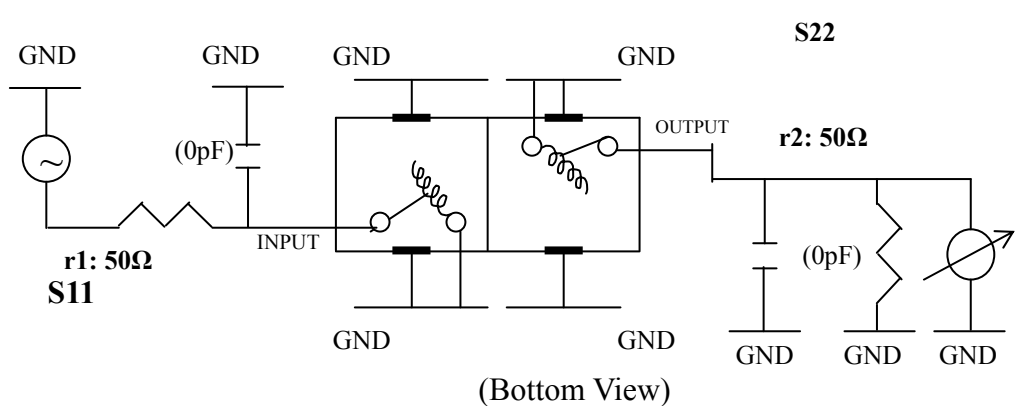 S22
GND
GND
GND
GND
OUTPUT
r2: 50Ω
(0pF)
INPUT
r1: 50Ω
S11
(0pF)
GND
GND
GND
GND
GND
(Bottom View)